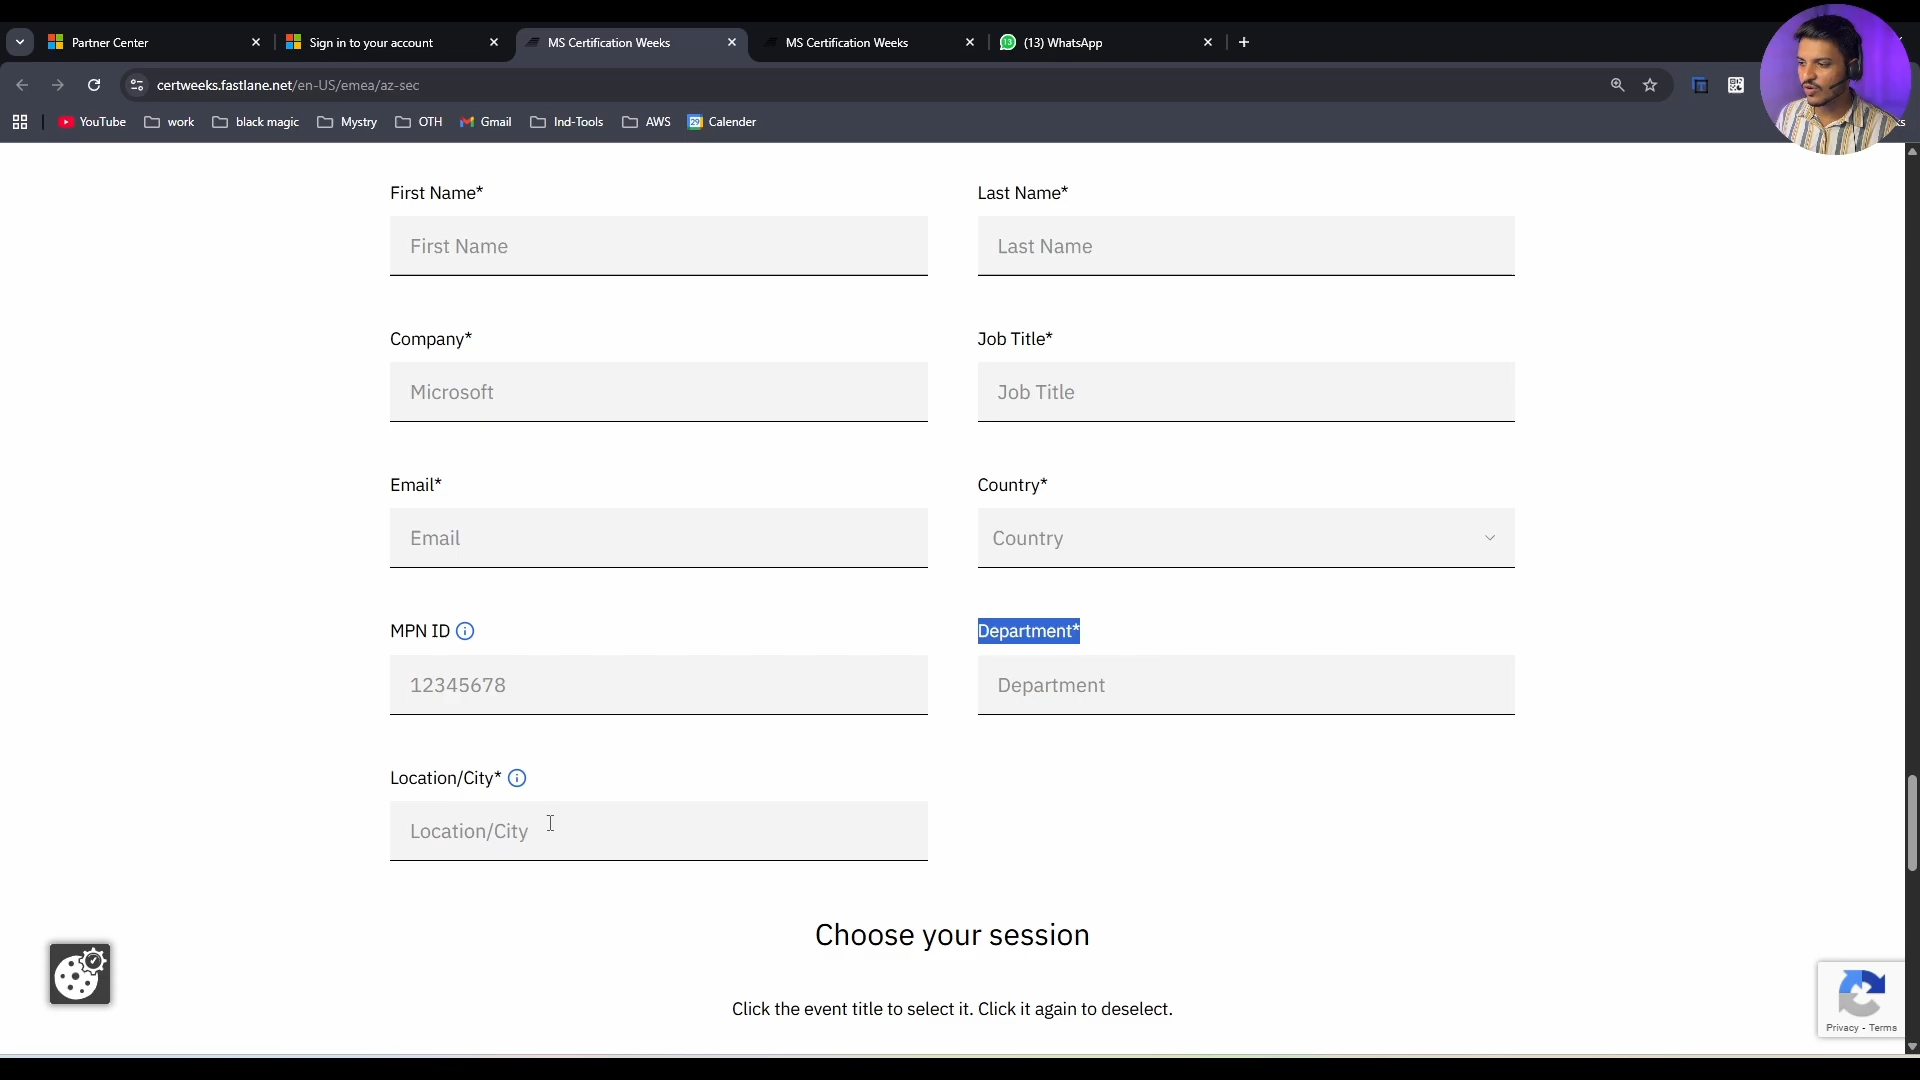 Partner Center
Sign in to your account
MS Certification Weeks
MS Certification Weeks
13
(13) WhatsApp
certweeks.fastlane.net/en-US/emea/az-sec
YouTube
work
black magic
Mystry
OTH
Gmail
Ind-Tools
AWS
29
Calender
First Name*
Last Name*
First Name
Last Name
Company*
Job Title*
Microsoft
Job Title
Email*
Country*
Email
Country
MPN ID
Department*
12345678
Department
Location/City*
Location/City
Choose your session
Click the event title to select it. Click it again to deselect.
Privacy - Terms